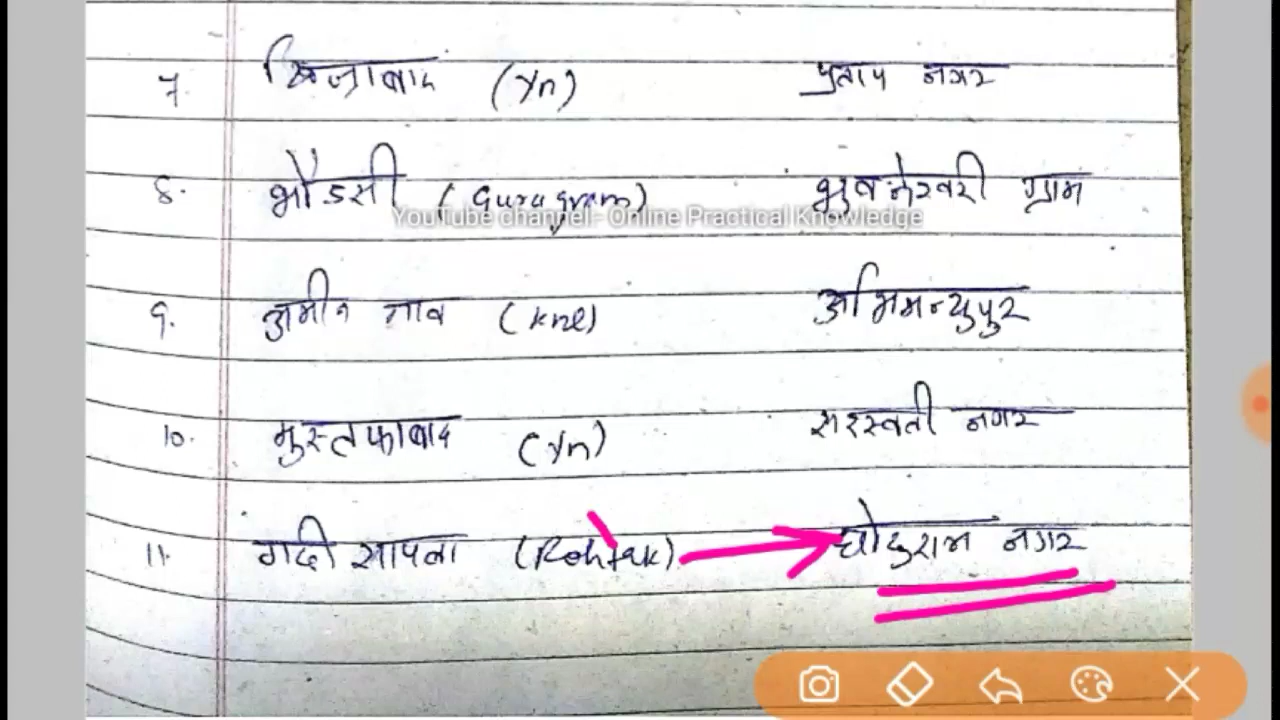 7. खिज्राबाद (Yn) प्रताप नगर
8. भोंडसी (Gurugram) भुवनेश्वरी ग्राम
YouTube channel- Online Practical Knowledge
9. अमीन गाव (knl) अभिमन्युपुर
10. मुस्तफाबाद (Yn) सरस्वती नगर
11. गढी सापला (Rohtak) छोटुराम नगर